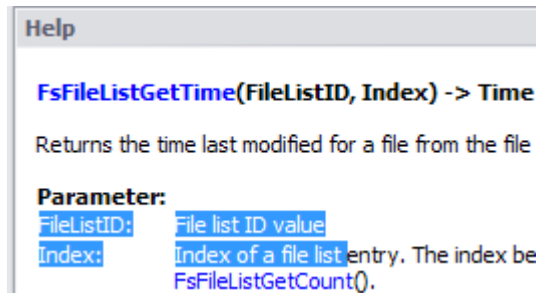 Help
FsFileListGetTime(FileListID, Index) -> Time
Returns the time last modified for a file from the file
Parameter:
FileListID: File list ID value
Index: Index of a file list entry. The index be
FsFileListGetCount().